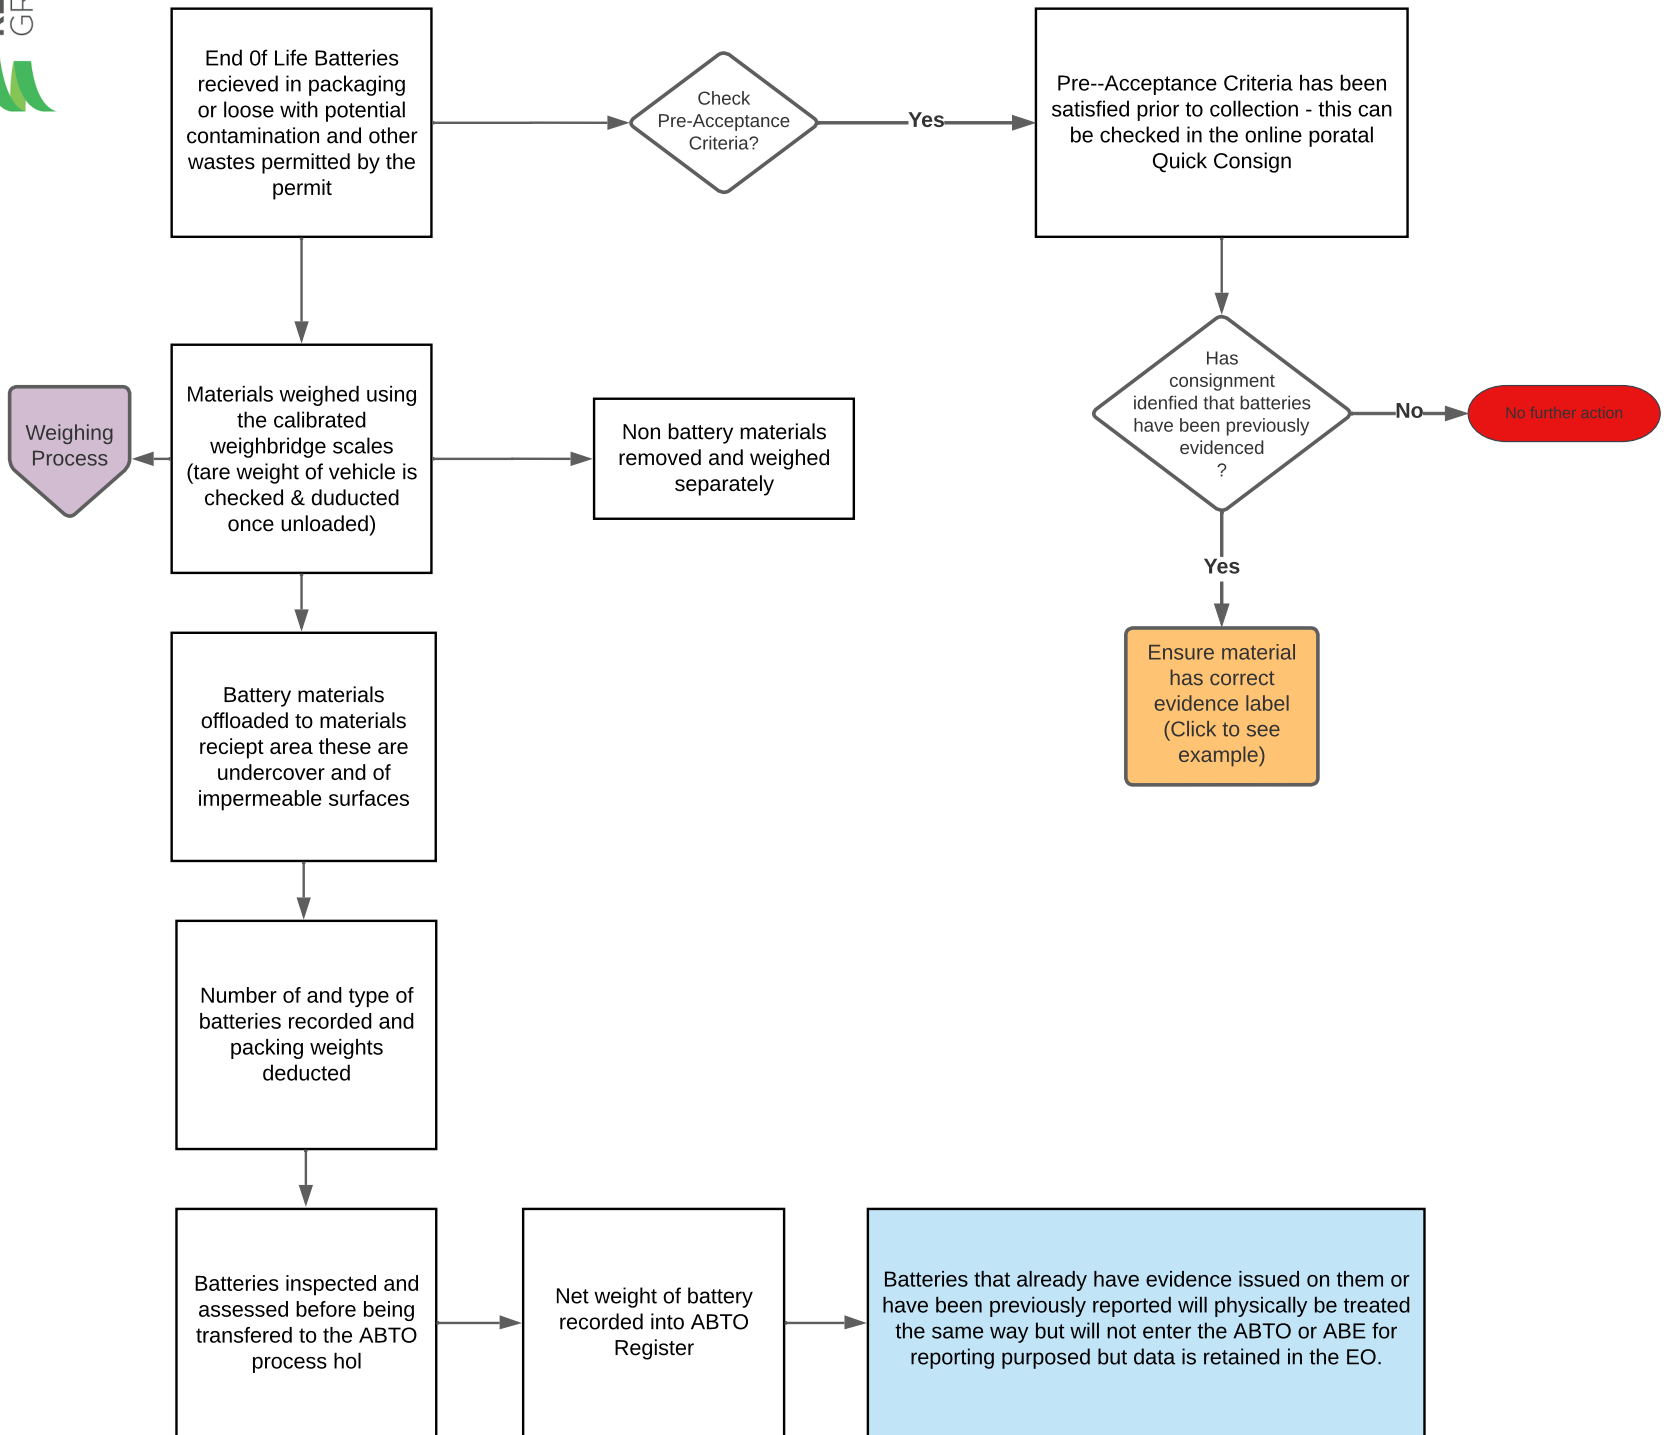 GR
End 0f Life Batteries
recieved in packaging
or loose with potential
contamination and other
wastes permitted by the
permit
Check
Pre-Acceptance
Criteria?
Yes
Pre--Acceptance Criteria has been
satisfied prior to collection - this can
be checked in the online poratal
Quick Consign
Has
consignment
idenfied that batteries
have been previously
evidenced
?
No
No further action
Yes
Ensure material
has correct
evidence label
(Click to see
example)
Weighing
Process
Materials weighed using
the calibrated
weighbridge scales
(tare weight of vehicle is
checked & duducted
once unloaded)
Non battery materials
removed and weighed
separately
Battery materials
offloaded to materials
reciept area these are
undercover and of
impermeable surfaces
Number of and type of
batteries recorded and
packing weights
deducted
Batteries inspected and
assessed before being
transfered to the ABTO
process hol
Net weight of battery
recorded into ABTO
Register
Batteries that already have evidence issued on them or
have been previously reported will physically be treated
the same way but will not enter the ABTO or ABE for
reporting purposed but data is retained in the EO.